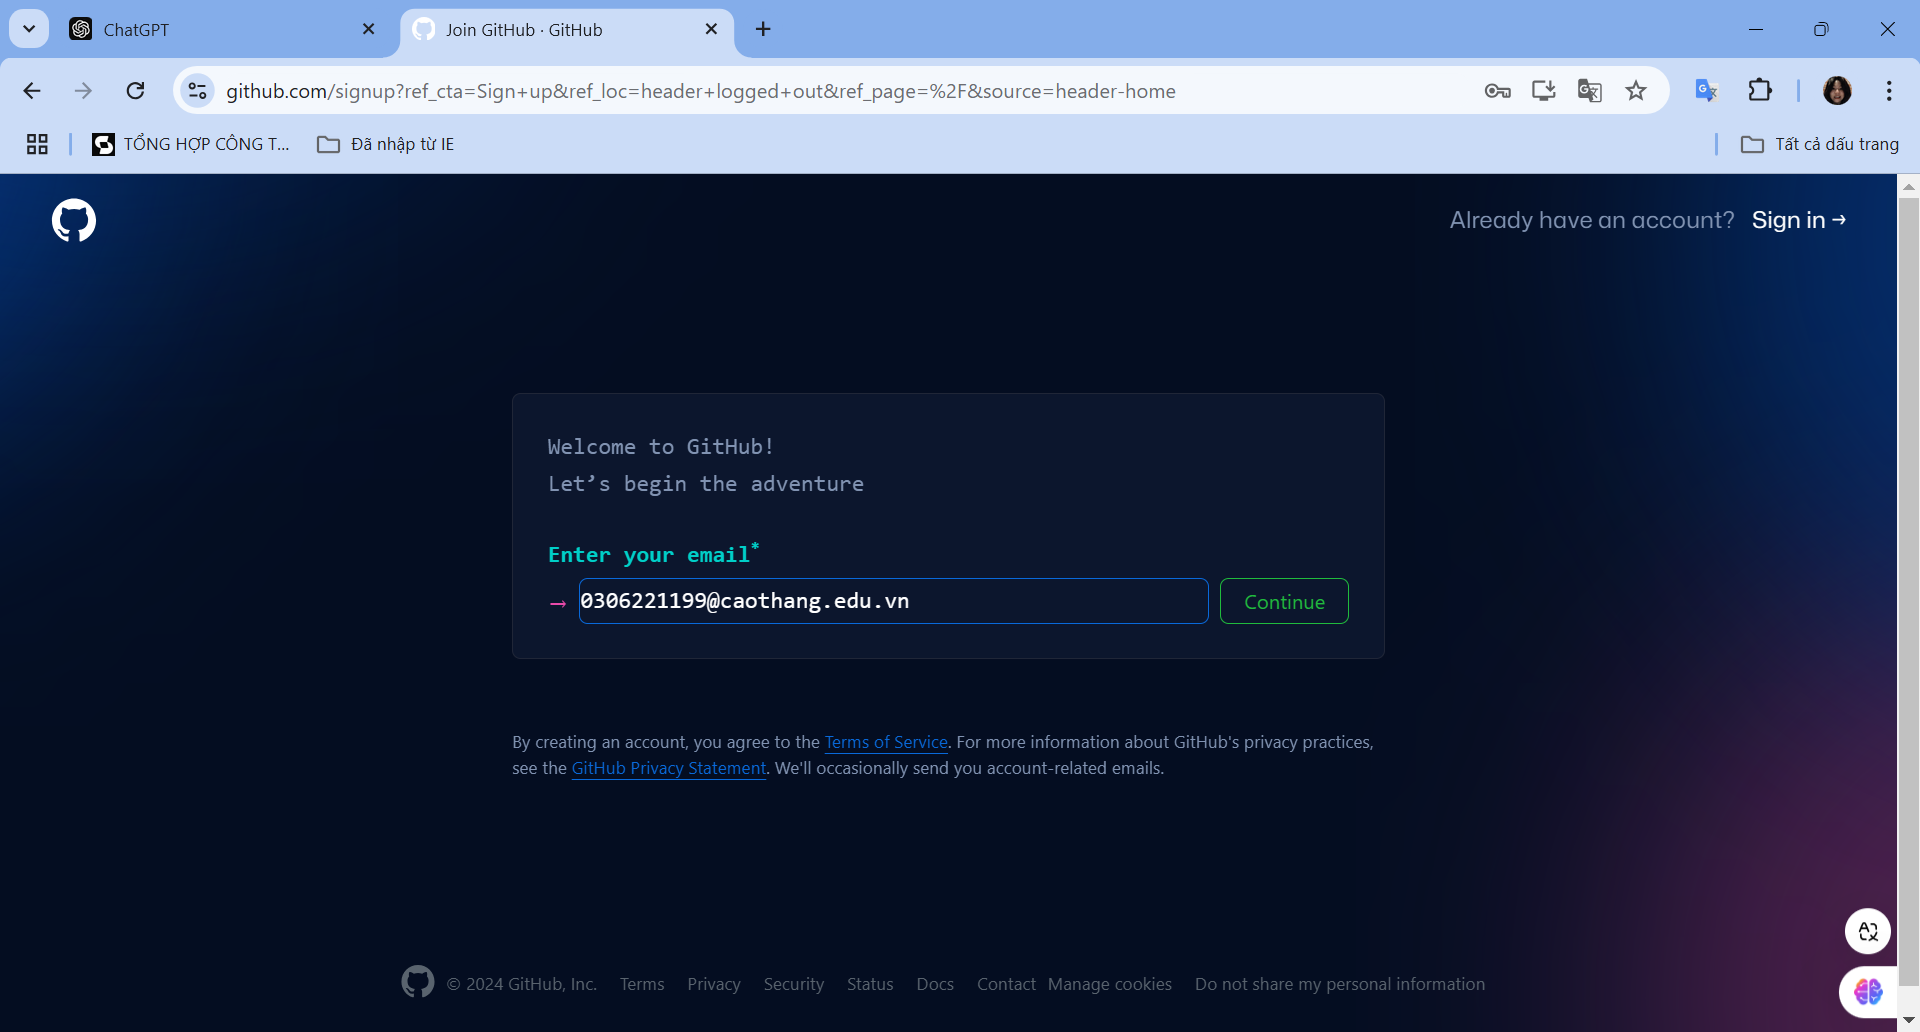 ChatGPT
Join GitHub · GitHub
github.com/signup?ref_cta=Sign+up&ref_loc=header+logged+out&ref_page=%2F&source=header-home
TỔNG HỢP CÔNG T...
Đã nhập từ IE
Tất cả dấu trang
Already have an account? Sign in →
Welcome to GitHub!
Let’s begin the adventure
Enter your email*
→ 0306221199@caothang.edu.vn Continue
By creating an account, you agree to the Terms of Service. For more information about GitHub's privacy practices,
see the GitHub Privacy Statement. We'll occasionally send you account-related emails.
© 2024 GitHub, Inc. Terms Privacy Security Status Docs Contact Manage cookies Do not share my personal information